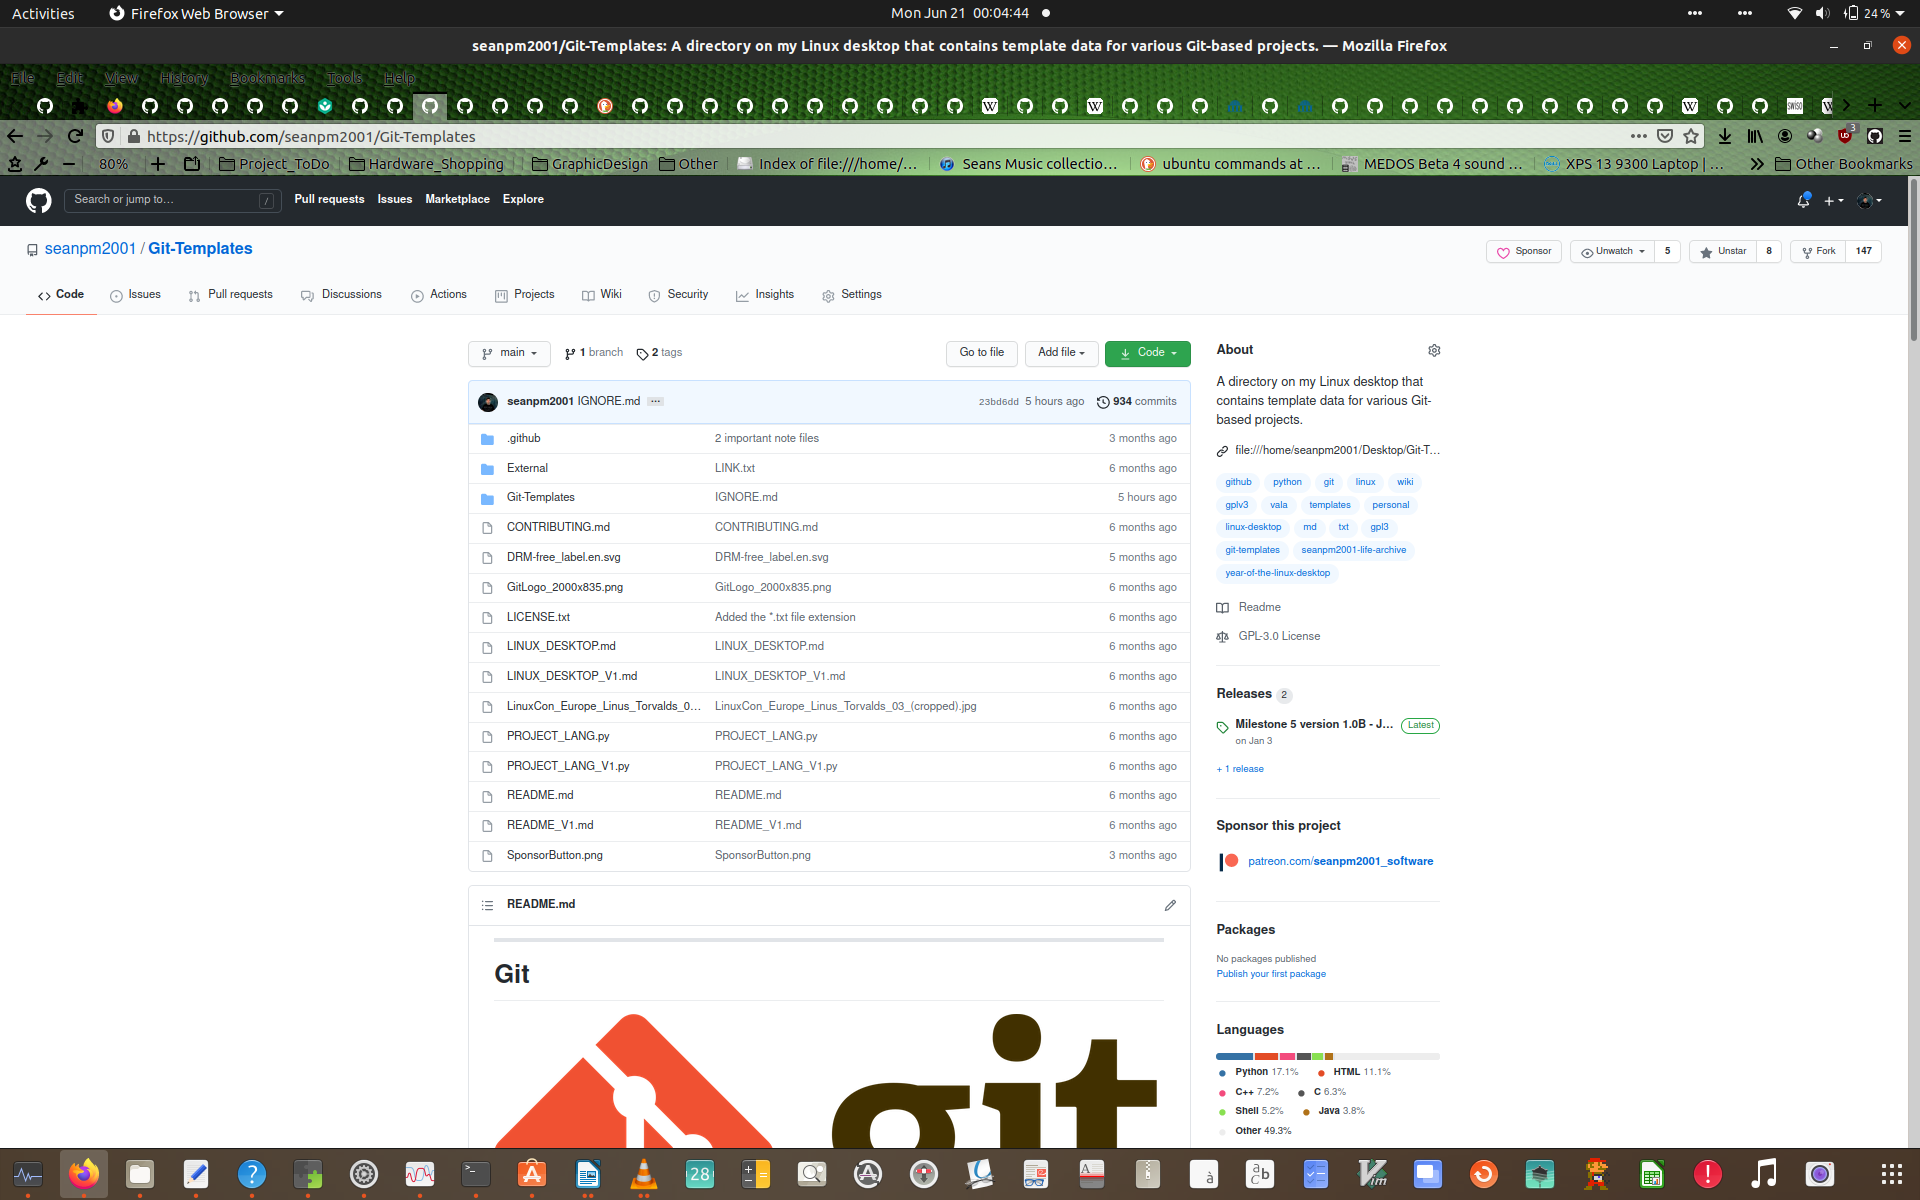 Activities Firefox Web Browser Mon Jun 21 00:04:44 24 %
seanpm2001/Git-Templates: A directory on my Linux desktop that contains template data for various Git-based projects. — Mozilla Firefox
File Edit View History Bookmarks Tools Help
https://github.com/seanpm2001/Git-Templates 3
80% Project_ToDo Hardware_Shopping GraphicDesign Other Index of file:///home/... Seans Music collectio... ubuntu commands at ... MEDOS Beta 4 sound ... XPS 13 9300 Laptop | ... Other Bookmarks
Search or jump to... / Pull requests Issues Marketplace Explore
seanpm2001 / Git-Templates Sponsor Unwatch 5 Unstar 8 Fork 147
Code Issues Pull requests Discussions Actions Projects Wiki Security Insights Settings
main 1 branch 2 tags Go to file Add file Code
seanpm2001 IGNORE.md ... 23bd6dd 5 hours ago 934 commits
.github 2 important note files 3 months ago
External LINK.txt 6 months ago
Git-Templates IGNORE.md 5 hours ago
CONTRIBUTING.md CONTRIBUTING.md 6 months ago
DRM-free_label.en.svg DRM-free_label.en.svg 5 months ago
GitLogo_2000x835.png GitLogo_2000x835.png 6 months ago
LICENSE.txt Added the *.txt file extension 6 months ago
LINUX_DESKTOP.md LINUX_DESKTOP.md 6 months ago
LINUX_DESKTOP_V1.md LINUX_DESKTOP_V1.md 6 months ago
LinuxCon_Europe_Linus_Torvalds_0... LinuxCon_Europe_Linus_Torvalds_03_(cropped).jpg 6 months ago
PROJECT_LANG.py PROJECT_LANG.py 6 months ago
PROJECT_LANG_V1.py PROJECT_LANG_V1.py 6 months ago
README.md README.md 6 months ago
README_V1.md README_V1.md 6 months ago
SponsorButton.png SponsorButton.png 3 months ago
README.md
Git
git
About
A directory on my Linux desktop that
contains template data for various Git-
based projects.
file:///home/seanpm2001/Desktop/Git-T...
github python git linux wiki
gplv3 vala templates personal
linux-desktop md txt gpl3
git-templates seanpm2001-life-archive
year-of-the-linux-desktop
Readme
GPL-3.0 License
Releases 2
Milestone 5 version 1.0B - J... Latest
on Jan 3
+ 1 release
Sponsor this project
patreon.com/seanpm2001_software
Packages
No packages published
Publish your first package
Languages
Python 17.1% HTML 11.1%
C++ 7.2% C 6.3%
Shell 5.2% Java 3.8%
Other 49.3%
28
Vim